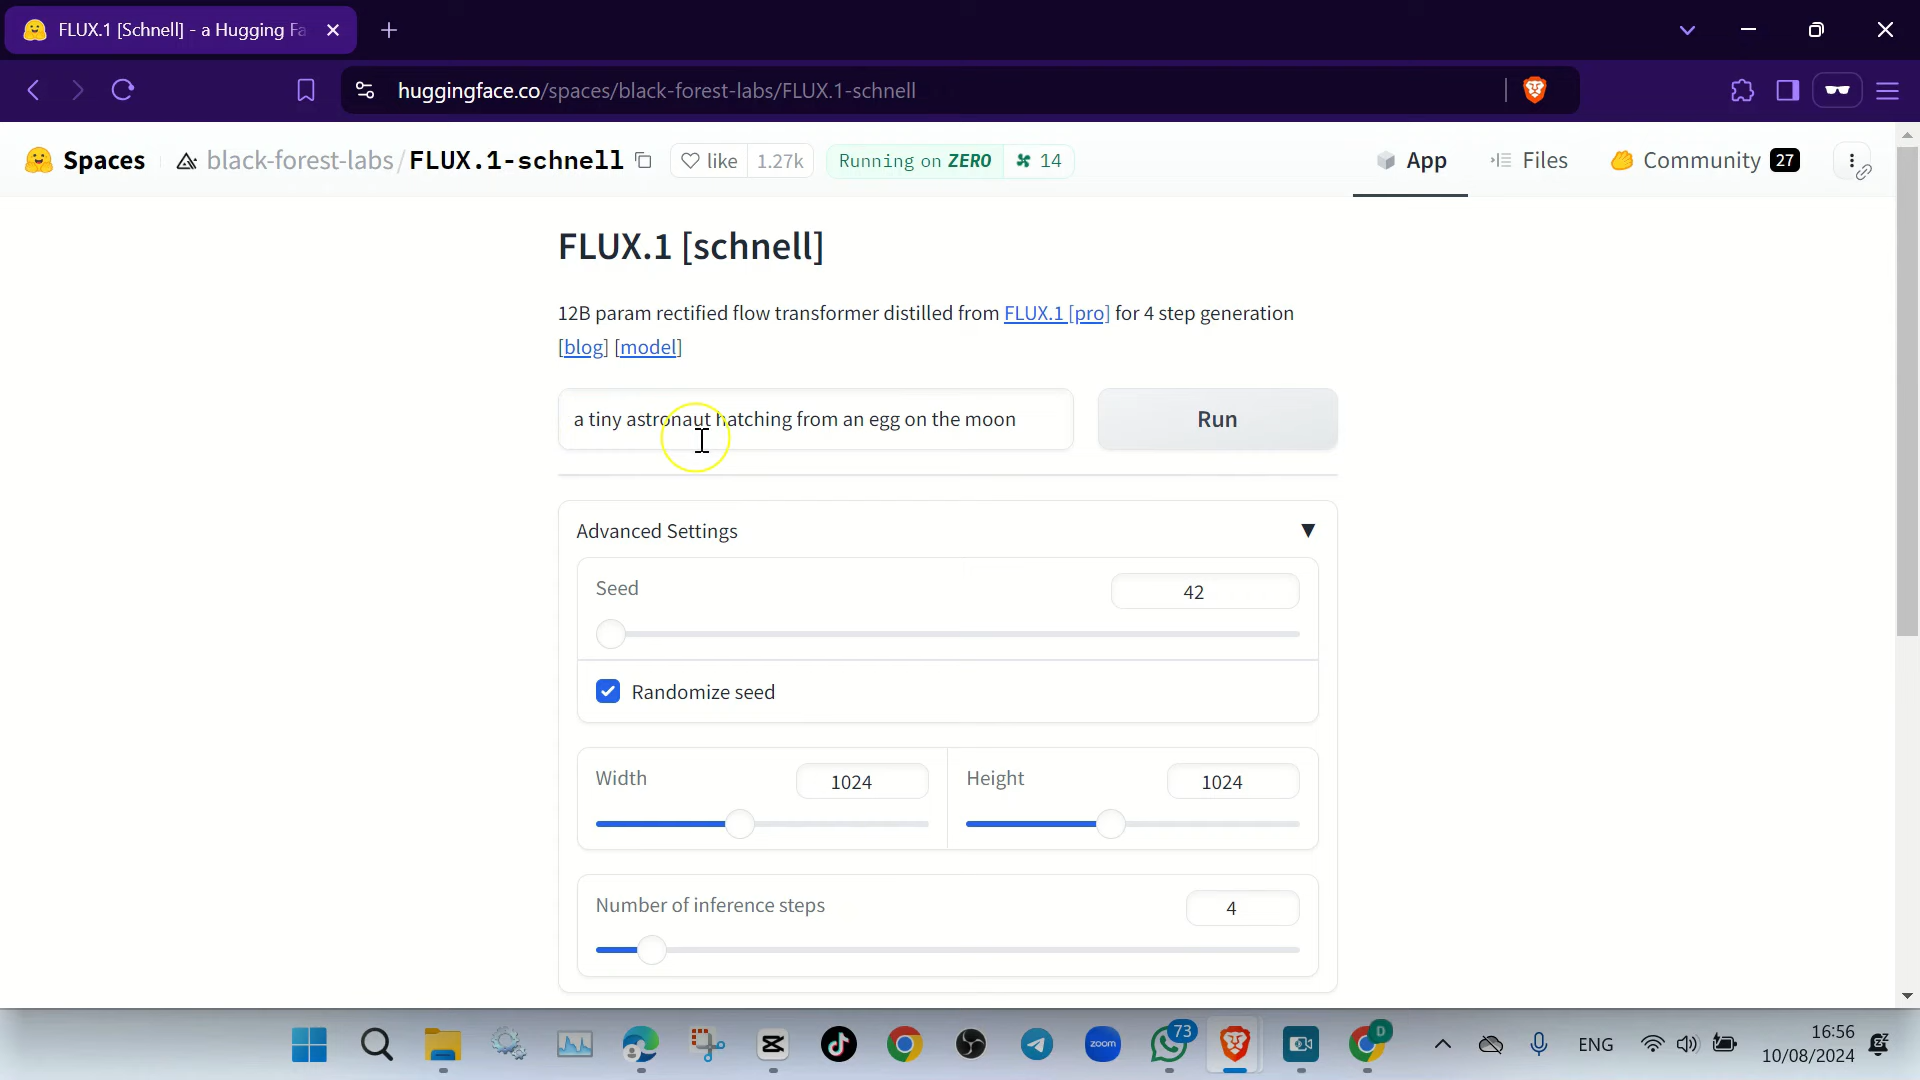 FLUX.1 [Schnell] - a Hugging Fa
huggingface.co/spaces/black-forest-labs/FLUX.1-schnell
Spaces black-forest-labs/FLUX.1-schnell like 1.27k Running on ZERO 14 App Files Community 27
FLUX.1 [schnell]
12B param rectified flow transformer distilled from FLUX.1 [pro] for 4 step generation
[blog] [model]
a tiny astronaut hatching from an egg on the moon Run
Advanced Settings ▼
Seed 42
Randomize seed
Width 1024 Height 1024
Number of inference steps 4
zoom 73 D ENG 16:56
10/08/2024